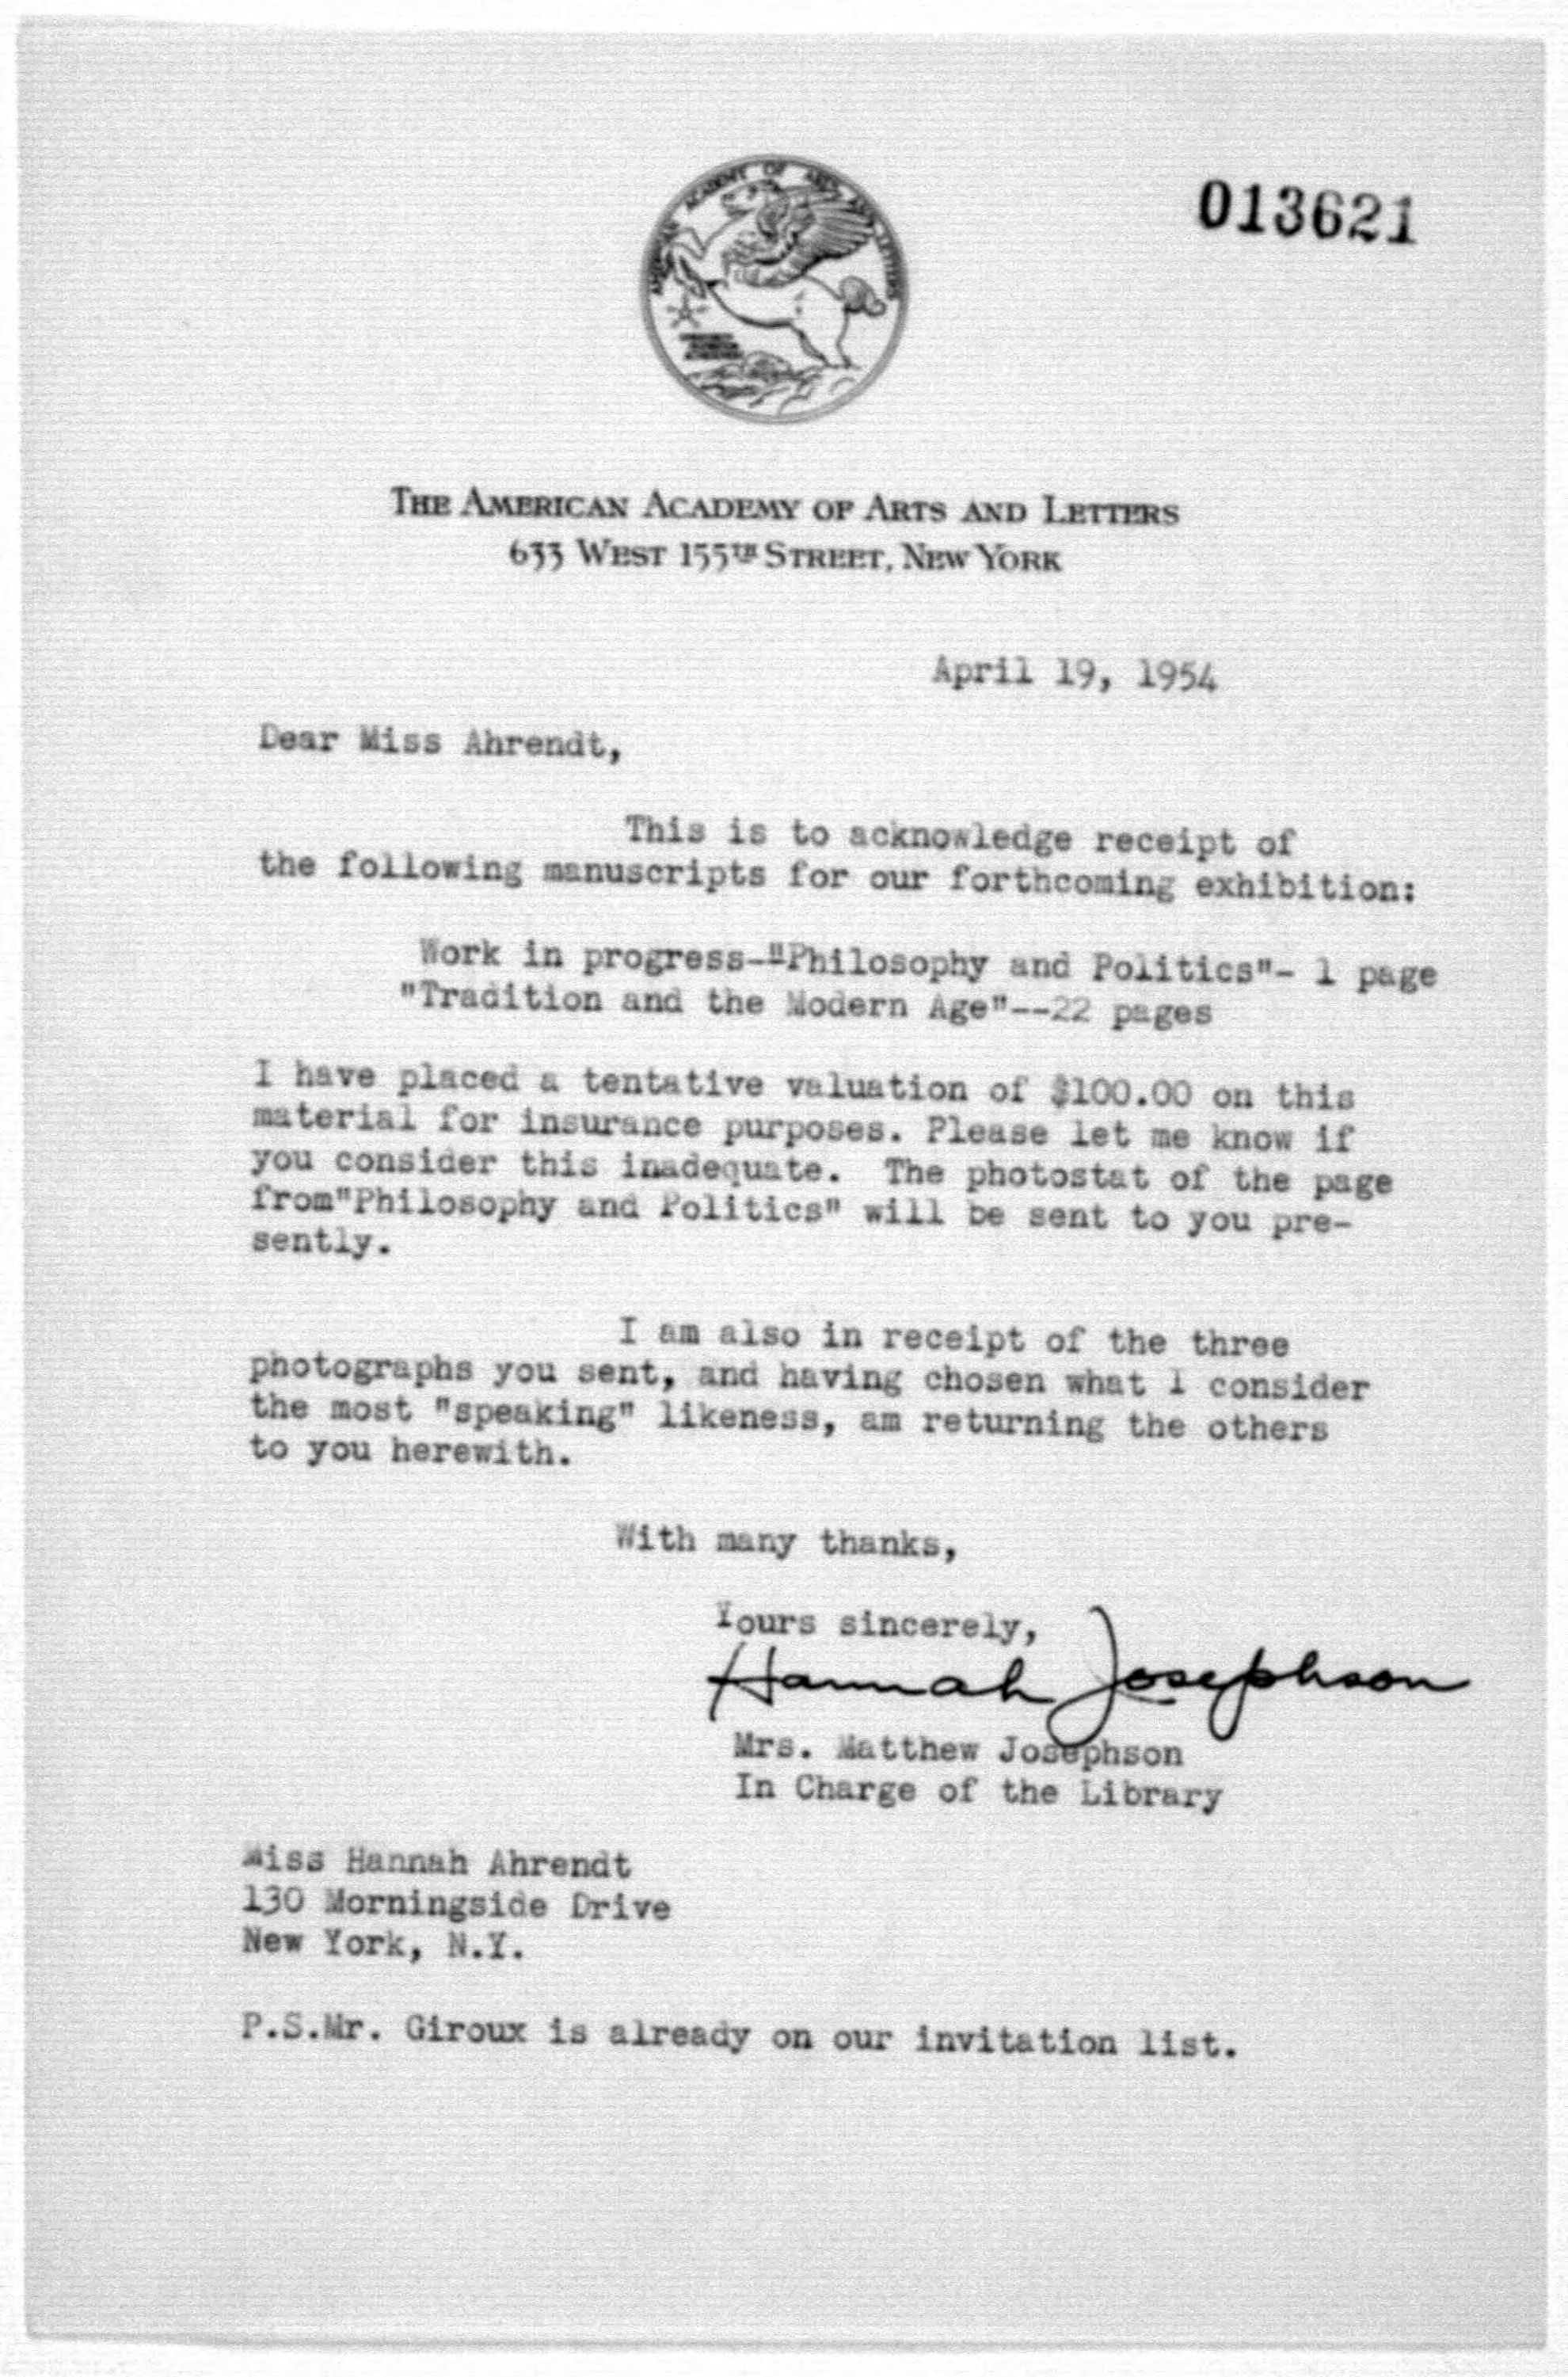 013621
AMERICAN ACADEMY OF ARTS AND LETTERS
THE AMERICAN ACADEMY OF ARTS AND LETTERS
633 WEST 155TH STREET, NEW YORK
April 19, 1954
Dear Miss Ahrendt,
This is to acknowledge receipt of
the following manuscripts for our forthcoming exhibition:
Work in progress-"Philosophy and Politics"- 1 page
"Tradition and the Modern Age"--22 pages
I have placed a tentative valuation of $100.00 on this
material for insurance purposes. Please let me know if
you consider this inadequate. The photostat of the page
from"Philosophy and Politics" will be sent to you pre-
sently.
I am also in receipt of the three
photographs you sent, and having chosen what I consider
the most "speaking" likeness, am returning the others
to you herewith.
With many thanks,
Yours sincerely,
Hannah Josephson
Mrs. Matthew Josephson
In Charge of the Library
Miss Hannah Ahrendt
130 Morningside Drive
New York, N.Y.
P.S.Mr. Giroux is already on our invitation list.